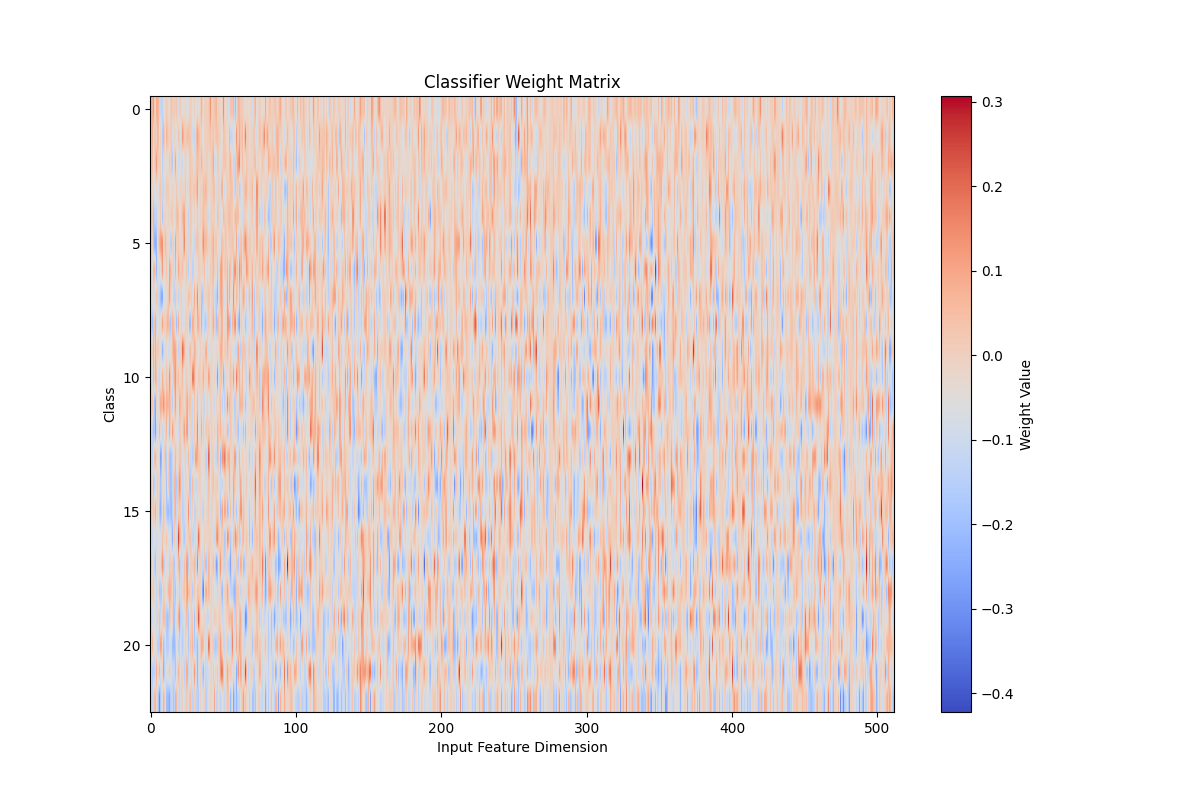 Classifier Weight Matrix
0
5
10
15
20
Class
0 100 200 300 400 500
Input Feature Dimension
0.3
0.2
0.1
0.0
−0.1
−0.2
−0.3
−0.4
Weight Value